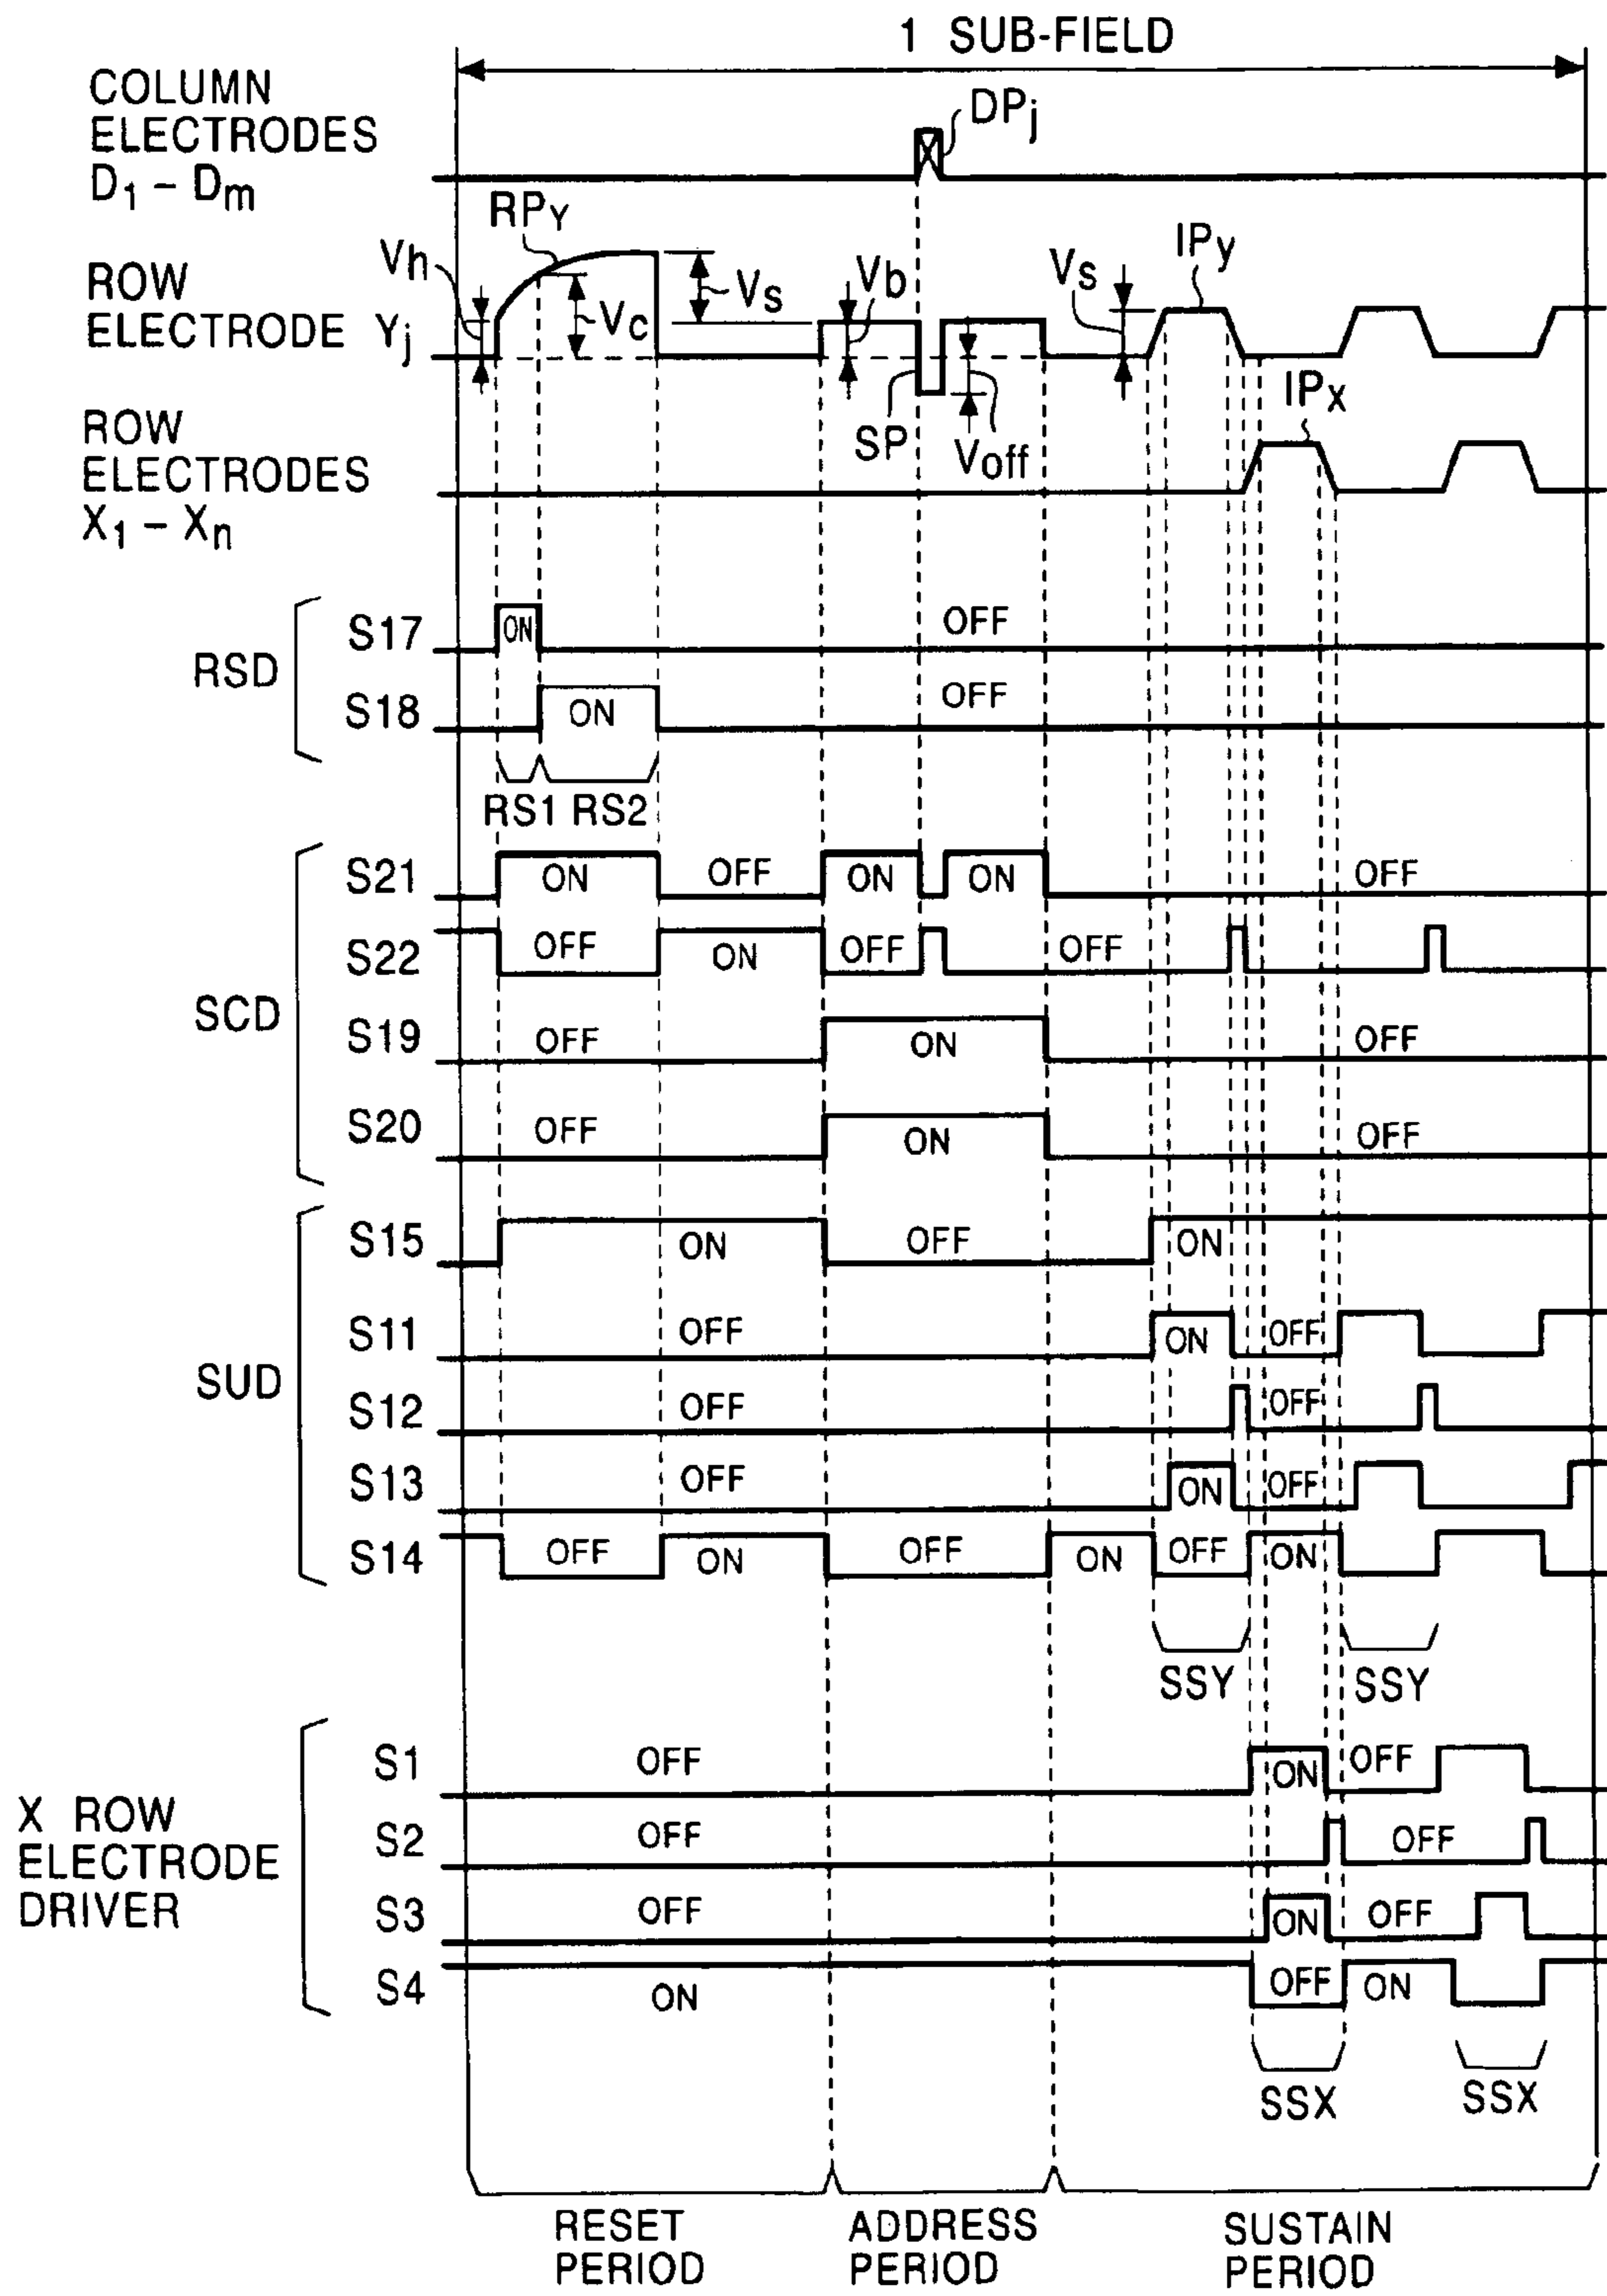 1 SUB-FIELD
COLUMN
ELECTRODES
D1 – Dm
DPj
RPY
Vh
ROW
ELECTRODE Yj
Vc
Vs
Vb
SP
Voff
Vs
IPy
IPX
ROW
ELECTRODES
X1 – Xn
RSD
S17 ON OFF
S18 ON OFF
RS1 RS2
SCD
S21 ON OFF ON ON OFF
S22 OFF ON OFF OFF
S19 OFF ON OFF
S20 OFF ON OFF
SUD
S15 ON OFF ON
S11 OFF ON OFF
S12 OFF OFF
S13 OFF ON OFF
S14 OFF ON OFF ON OFF ON
SSY SSY
X ROW
ELECTRODE
DRIVER
S1 OFF ON OFF
S2 OFF OFF
S3 OFF ON OFF
S4 ON OFF ON
SSX SSX
RESET
PERIOD
ADDRESS
PERIOD
SUSTAIN
PERIOD